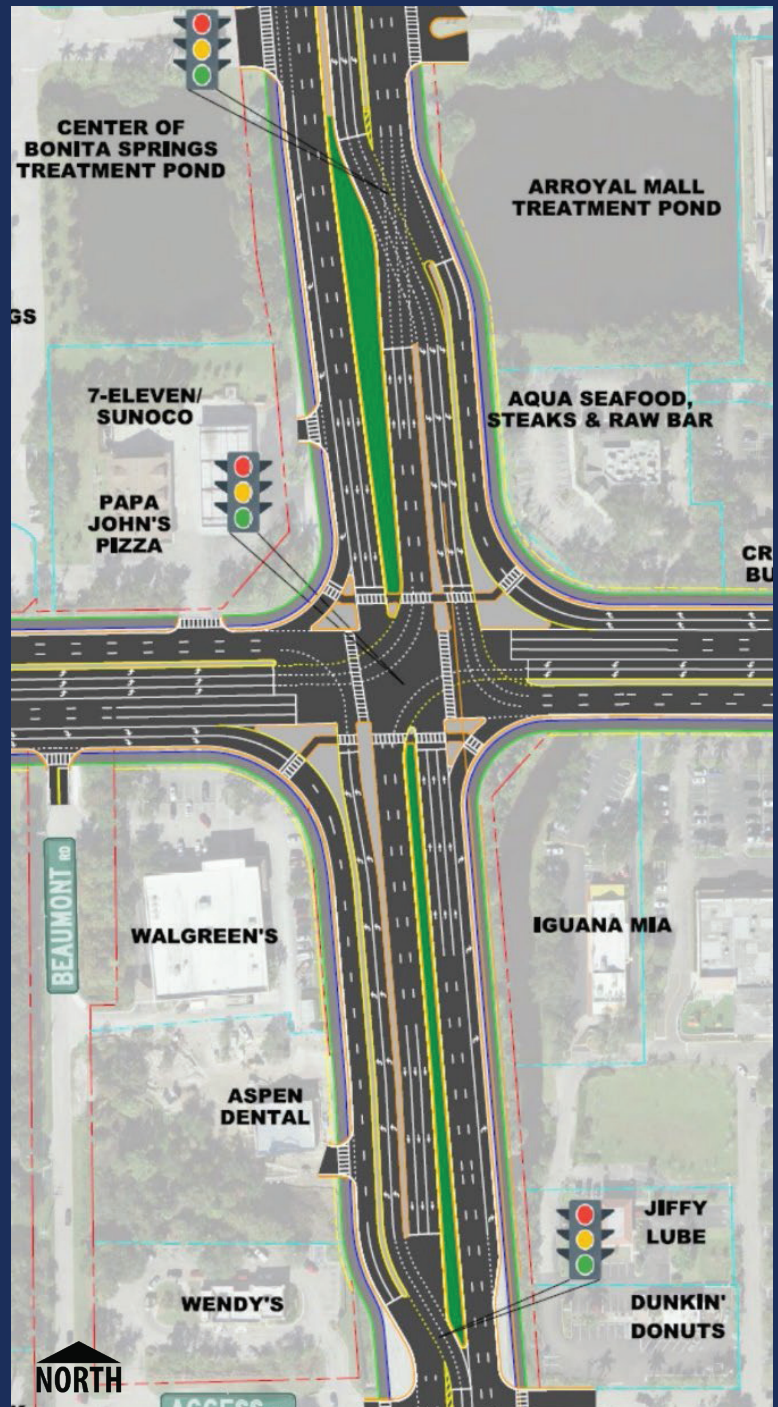 CENTER OF
BONITA SPRINGS
TREATMENT POND
ARROYAL MALL
TREATMENT POND
GS
7-ELEVEN/
SUNOCO
AQUA SEAFOOD,
STEAKS & RAW BAR
PAPA
JOHN'S
PIZZA
CR
BU
BEAUMONT RD
WALGREEN'S
IGUANA MIA
ASPEN
DENTAL
JIFFY
LUBE
WENDY'S
DUNKIN'
DONUTS
NORTH
ACCESS